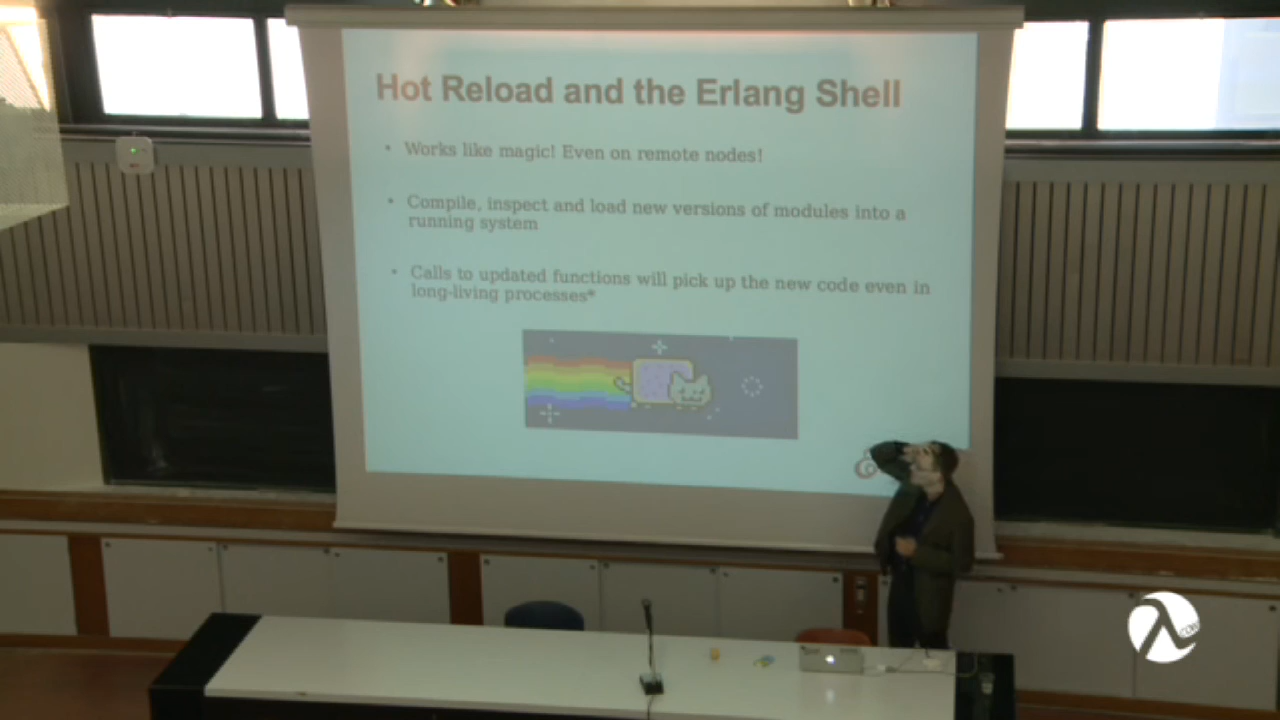 Hot Reload and the Erlang Shell
• Works like magic! Even on remote nodes!
• Compile, inspect and load new versions of modules into a
running system
• Calls to updated functions will pick up the new code even in
long-living processes*
λCON